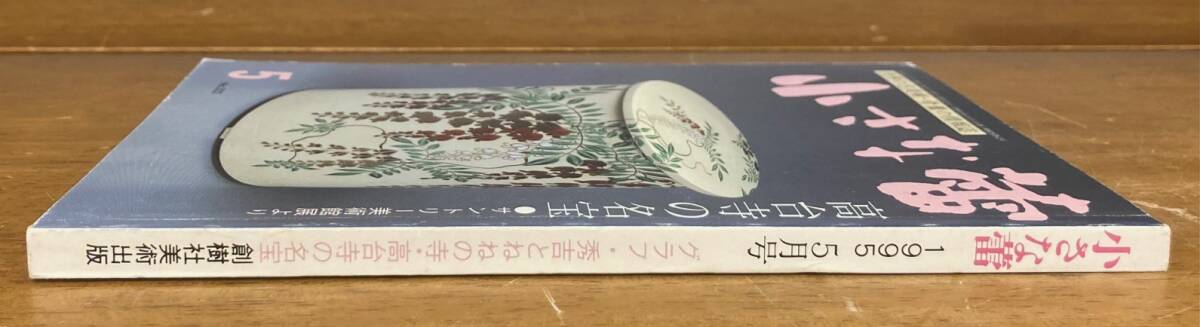 小さな蕾
高台寺の名宝●サントリー美術館展より
5
小さな蕾
1995 5月号
グラフ・秀吉とねねの寺・高台寺の名宝
創樹社美術出版